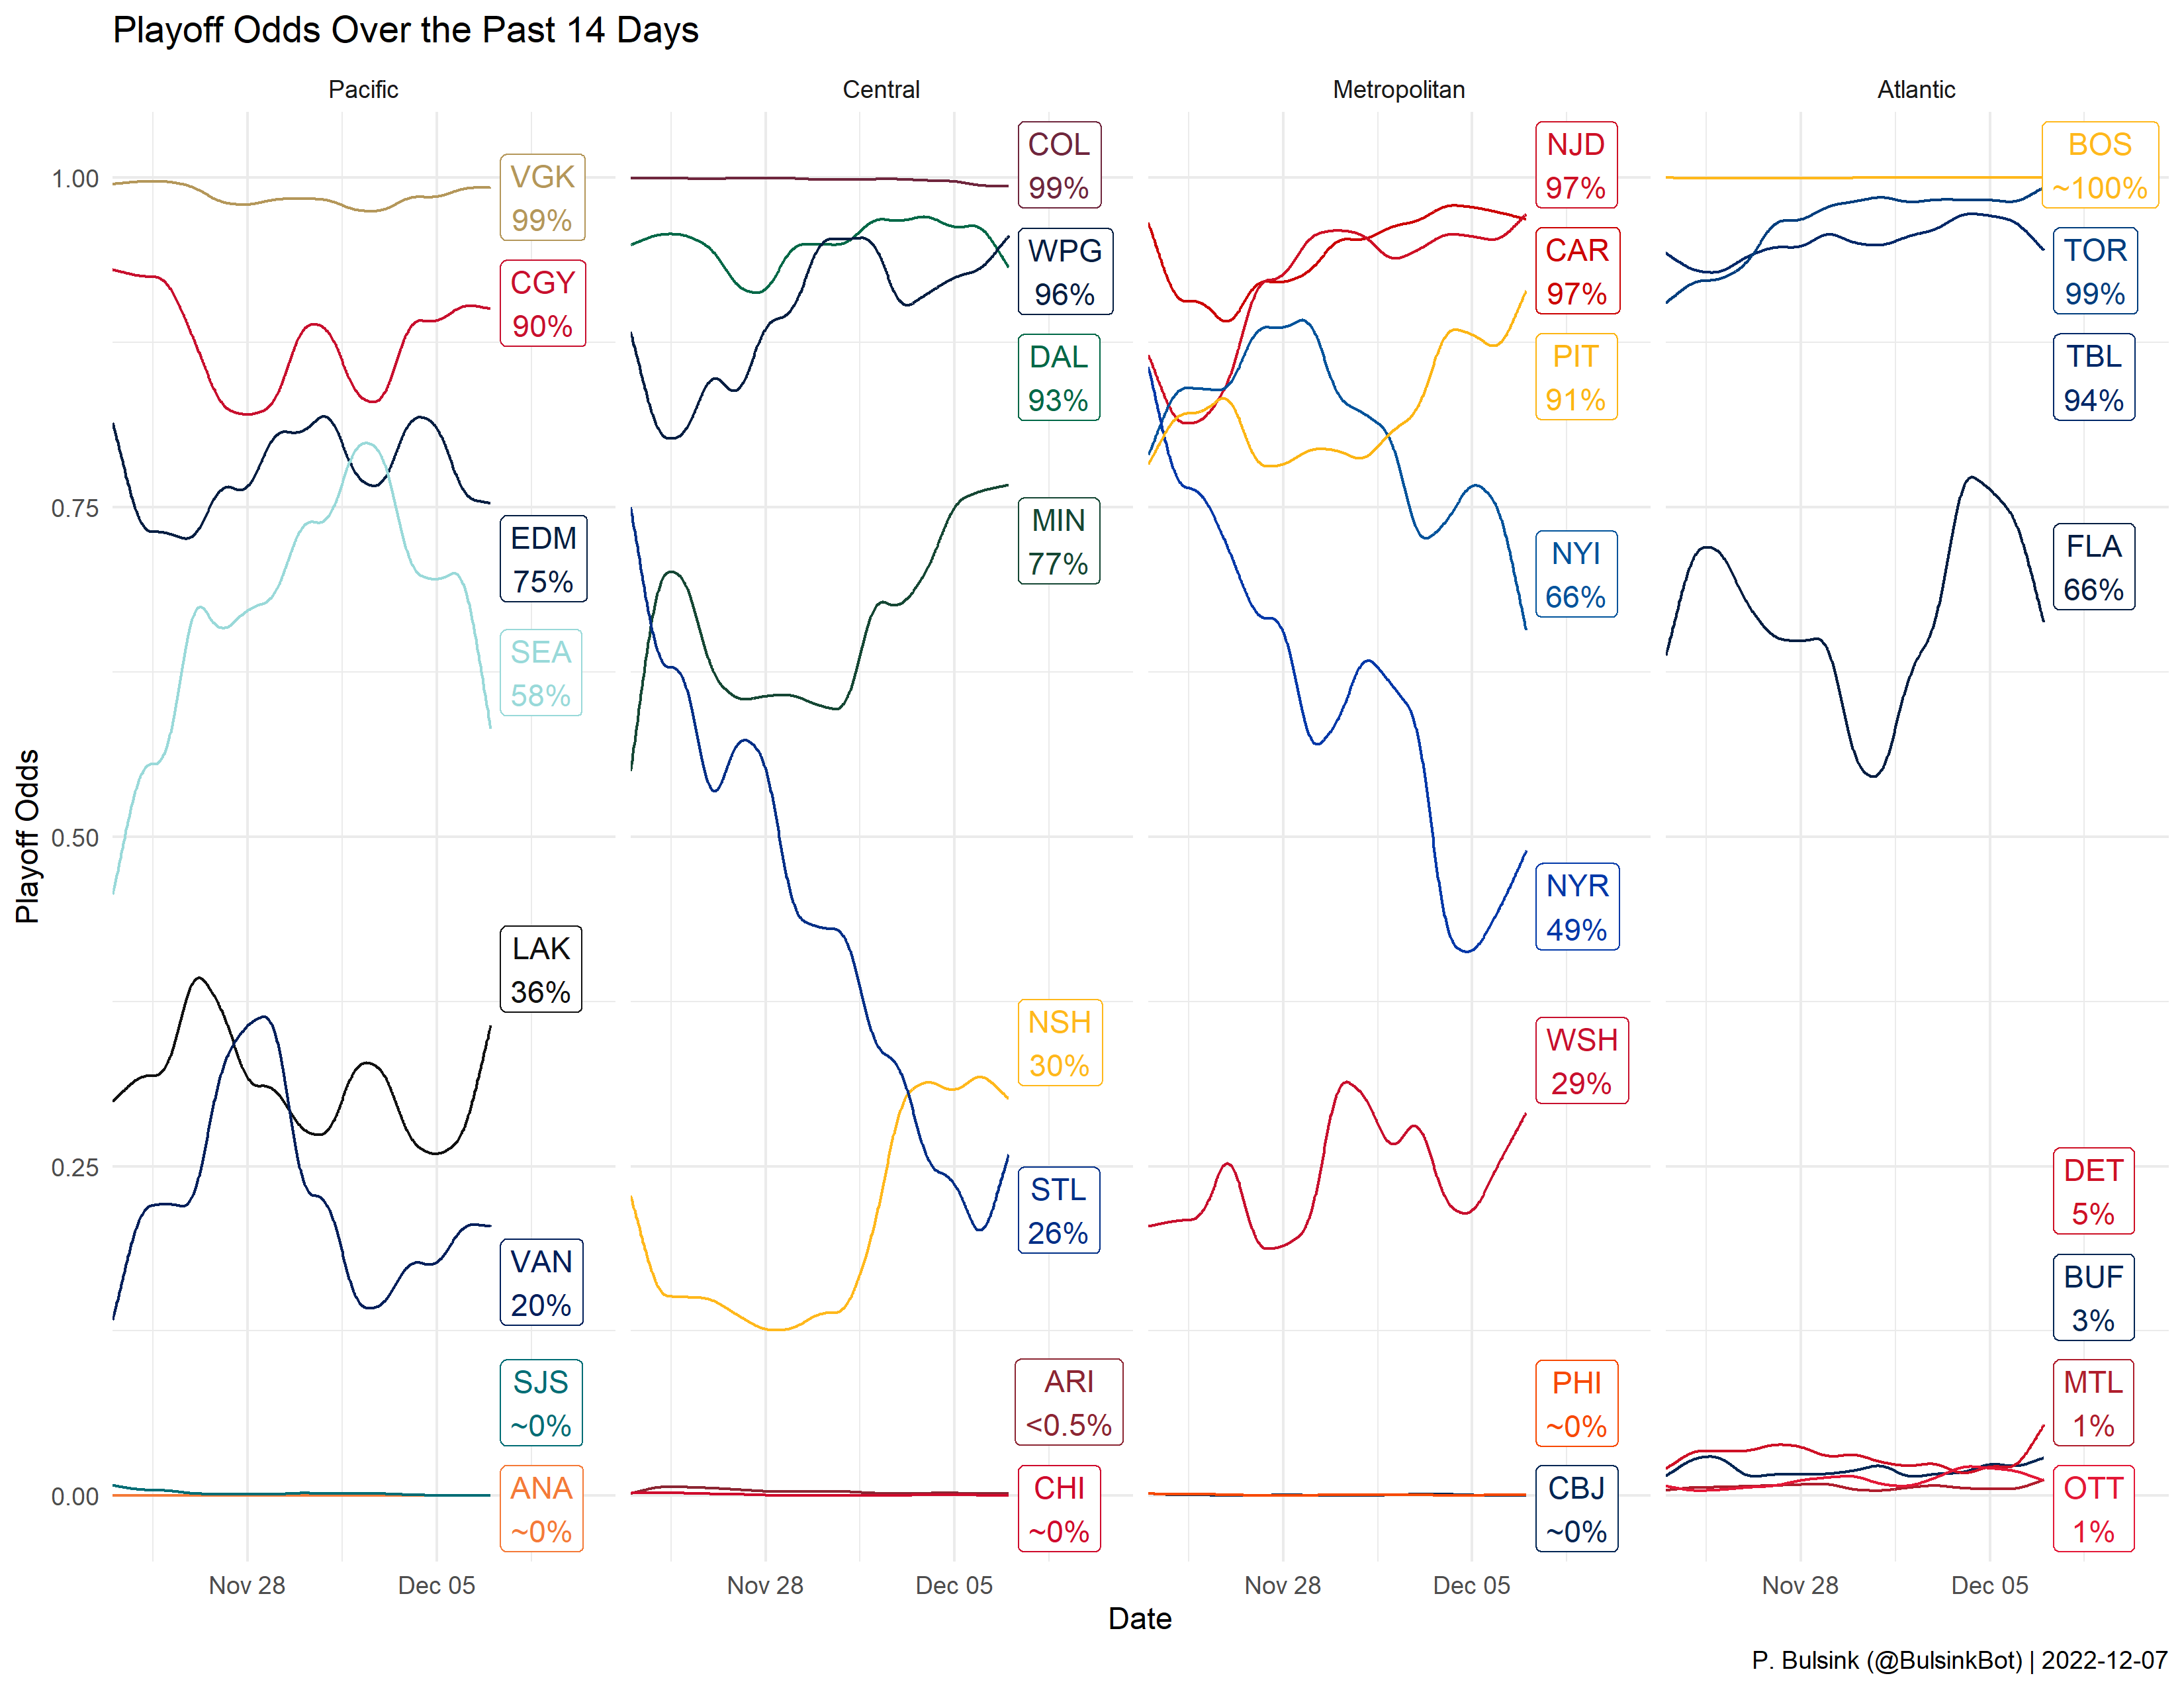 Playoff Odds Over the Past 14 Days
Pacific
Central
Metropolitan
Atlantic
Playoff Odds
1.00
0.75
0.50
0.25
0.00
VGK
99%
CGY
90%
EDM
75%
SEA
58%
LAK
36%
VAN
20%
SJS
~0%
ANA
~0%
COL
99%
WPG
96%
DAL
93%
MIN
77%
NSH
30%
STL
26%
ARI
<0.5%
CHI
~0%
NJD
97%
CAR
97%
PIT
91%
NYI
66%
NYR
49%
WSH
29%
PHI
~0%
CBJ
~0%
BOS
~100%
TOR
99%
TBL
94%
FLA
66%
DET
5%
BUF
3%
MTL
1%
OTT
1%
Nov 28
Dec 05
Nov 28
Dec 05
Nov 28
Dec 05
Nov 28
Dec 05
Date
P. Bulsink (@BulsinkBot) | 2022-12-07